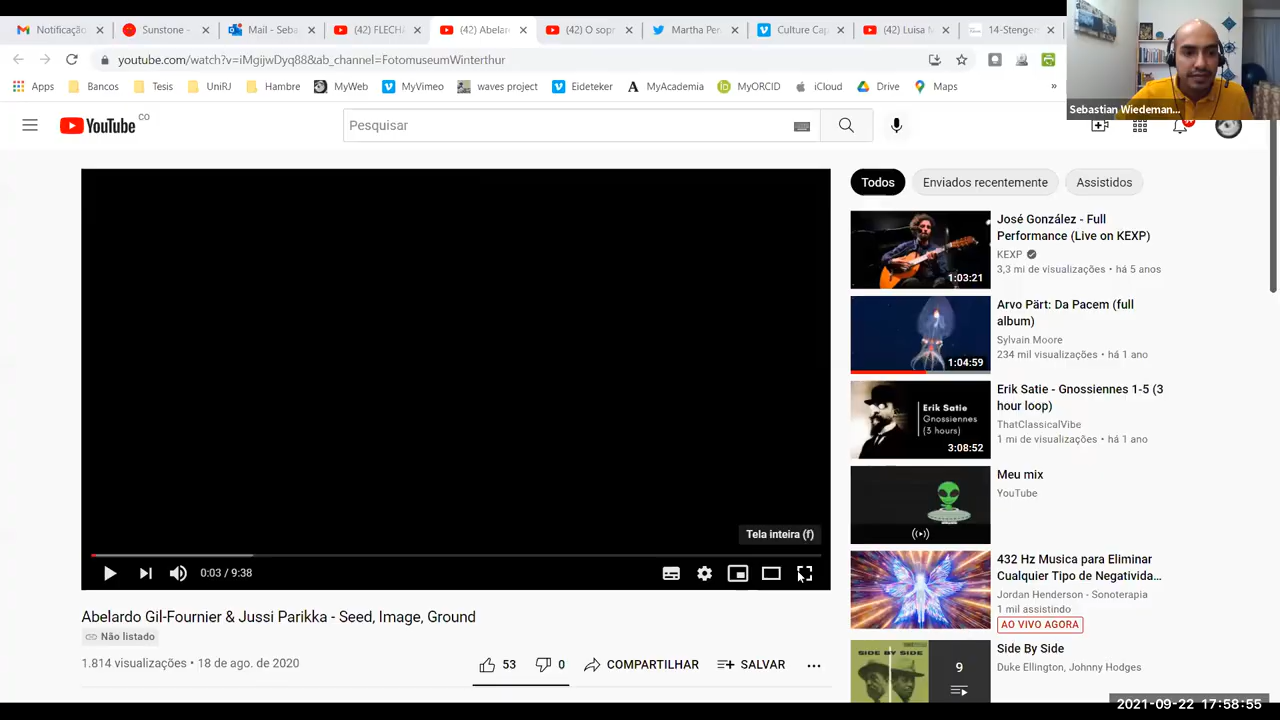 Notificação
Sunstone -
Mail - Seba
(42) FLECH
(42) Abelar
(42) O sopr
Martha Per
Culture Cap
(42) Luisa M
14-Stenger
youtube.com/watch?v=iMgijwDyq88&ab_channel=FotomuseumWinterthur
Apps
Bancos
Tesis
UniRJ
Hambre
MyWeb
MyVimeo
waves project
Eideteker
MyAcademia
MyORCID
iCloud
Drive
Maps
»
Sebastian Wiedeman...
YouTube CO
Pesquisar
9+
Todos
Enviados recentemente
Assistidos
José González - Full
Performance (Live on KEXP)
KEXP
3,3 mi de visualizações • há 5 anos
1:03:21
Arvo Pärt: Da Pacem (full
album)
Sylvain Moore
234 mil visualizações • há 1 ano
1:04:59
Erik Satie - Gnossiennes 1-5 (3
hour loop)
ThatClassicalVibe
1 mi de visualizações • há 1 ano
Erik Satie
Gnossiennes
(3 hours)
3:08:52
Meu mix
YouTube
432 Hz Musica para Eliminar
Cualquier Tipo de Negativida...
Jordan Henderson - Sonoterapia
1 mil assistindo
AO VIVO AGORA
Side By Side
Duke Ellington, Johnny Hodges
SIDE BY SIDE
9
Tela inteira (f)
0:03 / 9:38
Abelardo Gil-Fournier & Jussi Parikka - Seed, Image, Ground
Não listado
1.814 visualizações • 18 de ago. de 2020
53
0
COMPARTILHAR
SALVAR
2021-09-22 17:58:55